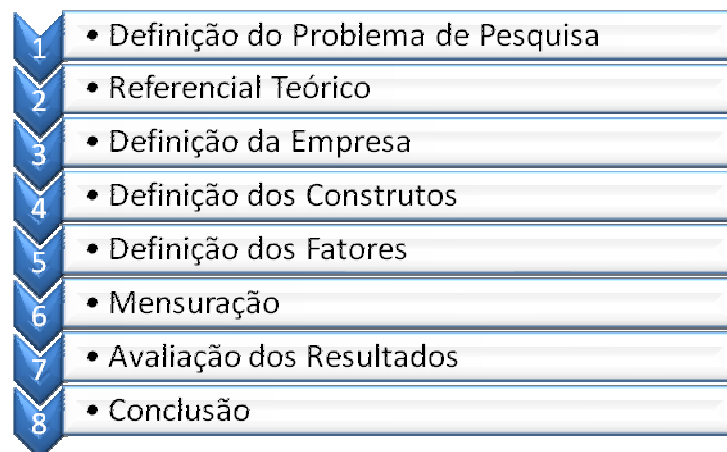 1 • Definição do Problema de Pesquisa
2 • Referencial Teórico
3 • Definição da Empresa
4 • Definição dos Construtos
5 • Definição dos Fatores
6 • Mensuração
7 • Avaliação dos Resultados
8 • Conclusão